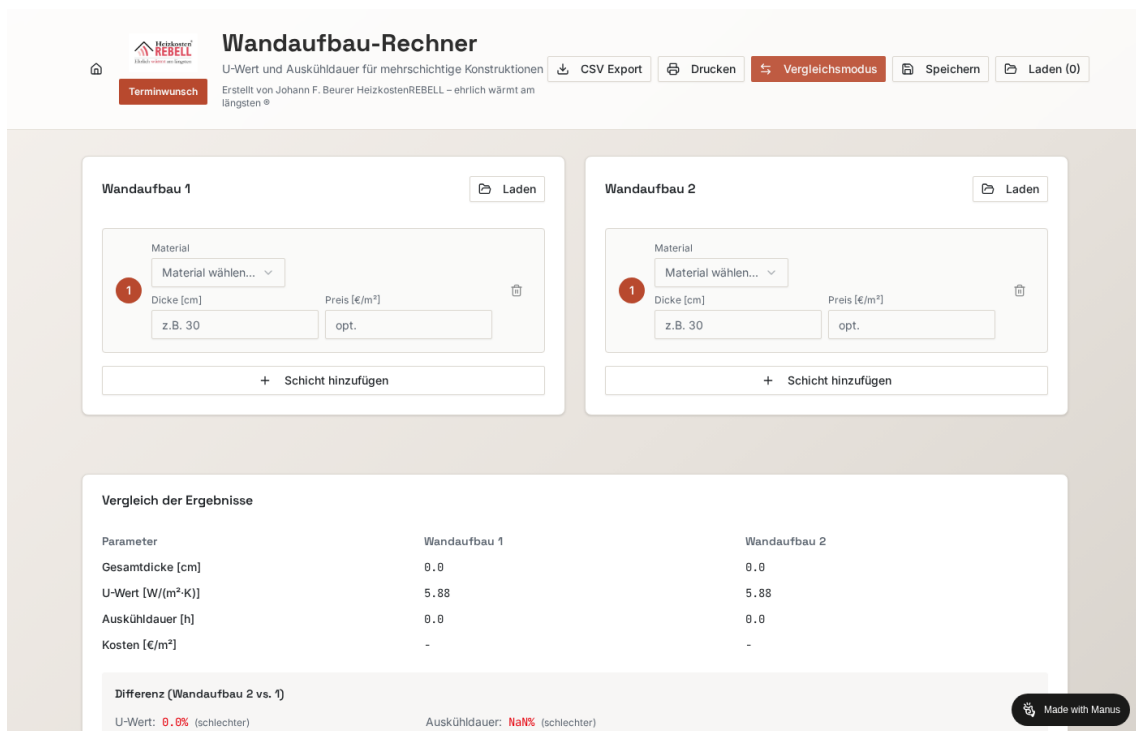 Heizkosten
REBELL
Ehrlich wärmt am längsten
Terminwunsch
Wandaufbau-Rechner
U-Wert und Auskühldauer für mehrschichtige Konstruktionen
Erstellt von Johann F. Beurer HeizkostenREBELL – ehrlich wärmt am
längsten ®
CSV Export
Drucken
Vergleichsmodus
Speichern
Laden (0)
Wandaufbau 1
Laden
1
Material
Material wählen...
Dicke [cm]
Preis [€/m²]
z.B. 30
opt.
Schicht hinzufügen
Wandaufbau 2
Laden
1
Material
Material wählen...
Dicke [cm]
Preis [€/m²]
z.B. 30
opt.
Schicht hinzufügen
Vergleich der Ergebnisse
Parameter Wandaufbau 1 Wandaufbau 2
Gesamtdicke [cm] 0.0 0.0
U-Wert [W/(m²·K)] 5.88 5.88
Auskühldauer [h] 0.0 0.0
Kosten [€/m²] - -
Differenz (Wandaufbau 2 vs. 1)
U-Wert: 0.0% (schlechter) Auskühldauer: NaN% (schlechter)
Made with Manus